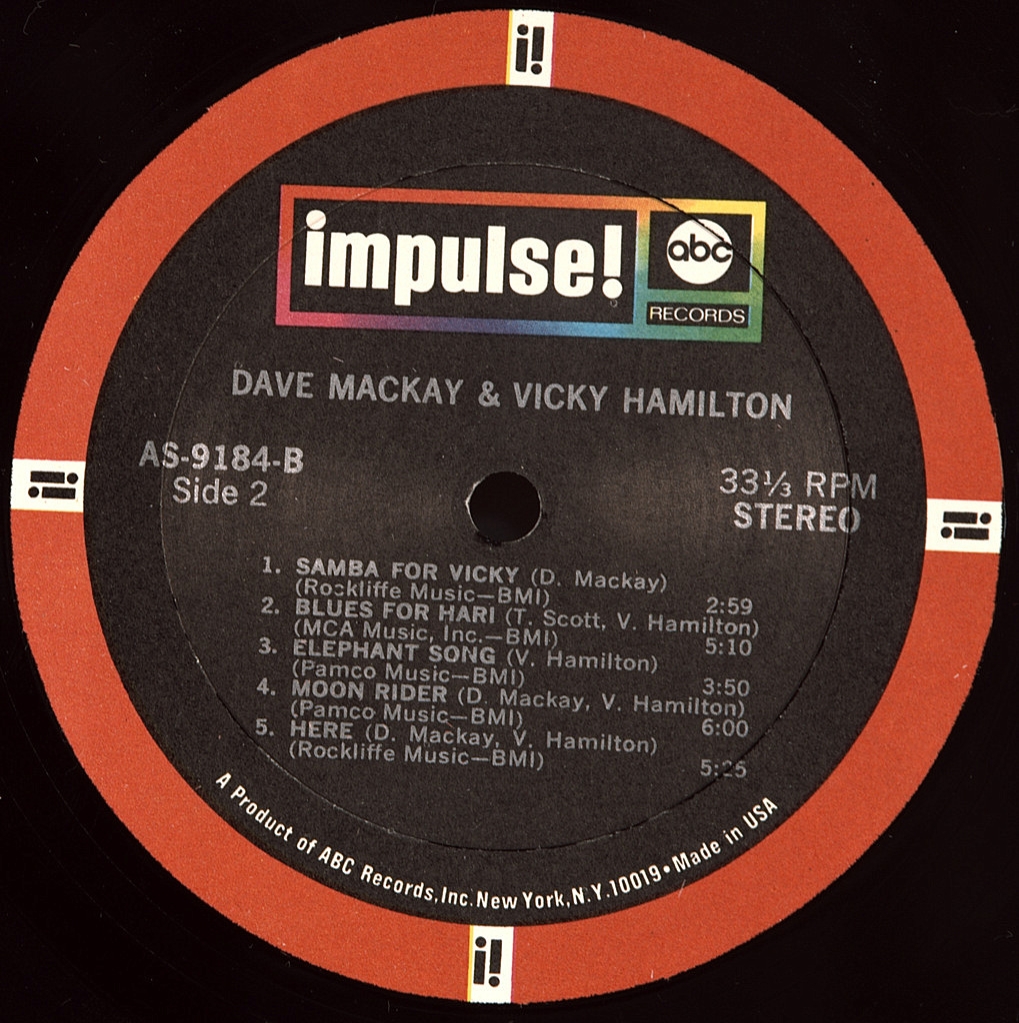 i!
impulse!
abc
RECORDS
DAVE MACKAY & VICKY HAMILTON
AS-9184-B
Side 2
33⅓ RPM
STEREO
1. SAMBA FOR VICKY (D. Mackay)
(Rockliffe Music—BMI) 2:59
2. BLUES FOR HARI (T. Scott, V. Hamilton)
(MCA Music, Inc.—BMI) 5:10
3. ELEPHANT SONG (V. Hamilton)
(Pamco Music—BMI) 3:50
4. MOON RIDER (D. Mackay, V. Hamilton)
(Pamco Music—BMI) 6:00
5. HERE (D. Mackay, V. Hamilton)
(Rockliffe Music—BMI) 5:25
A Product of ABC Records, Inc. New York, N.Y. 10019 • Made in USA
i!
i!
i!